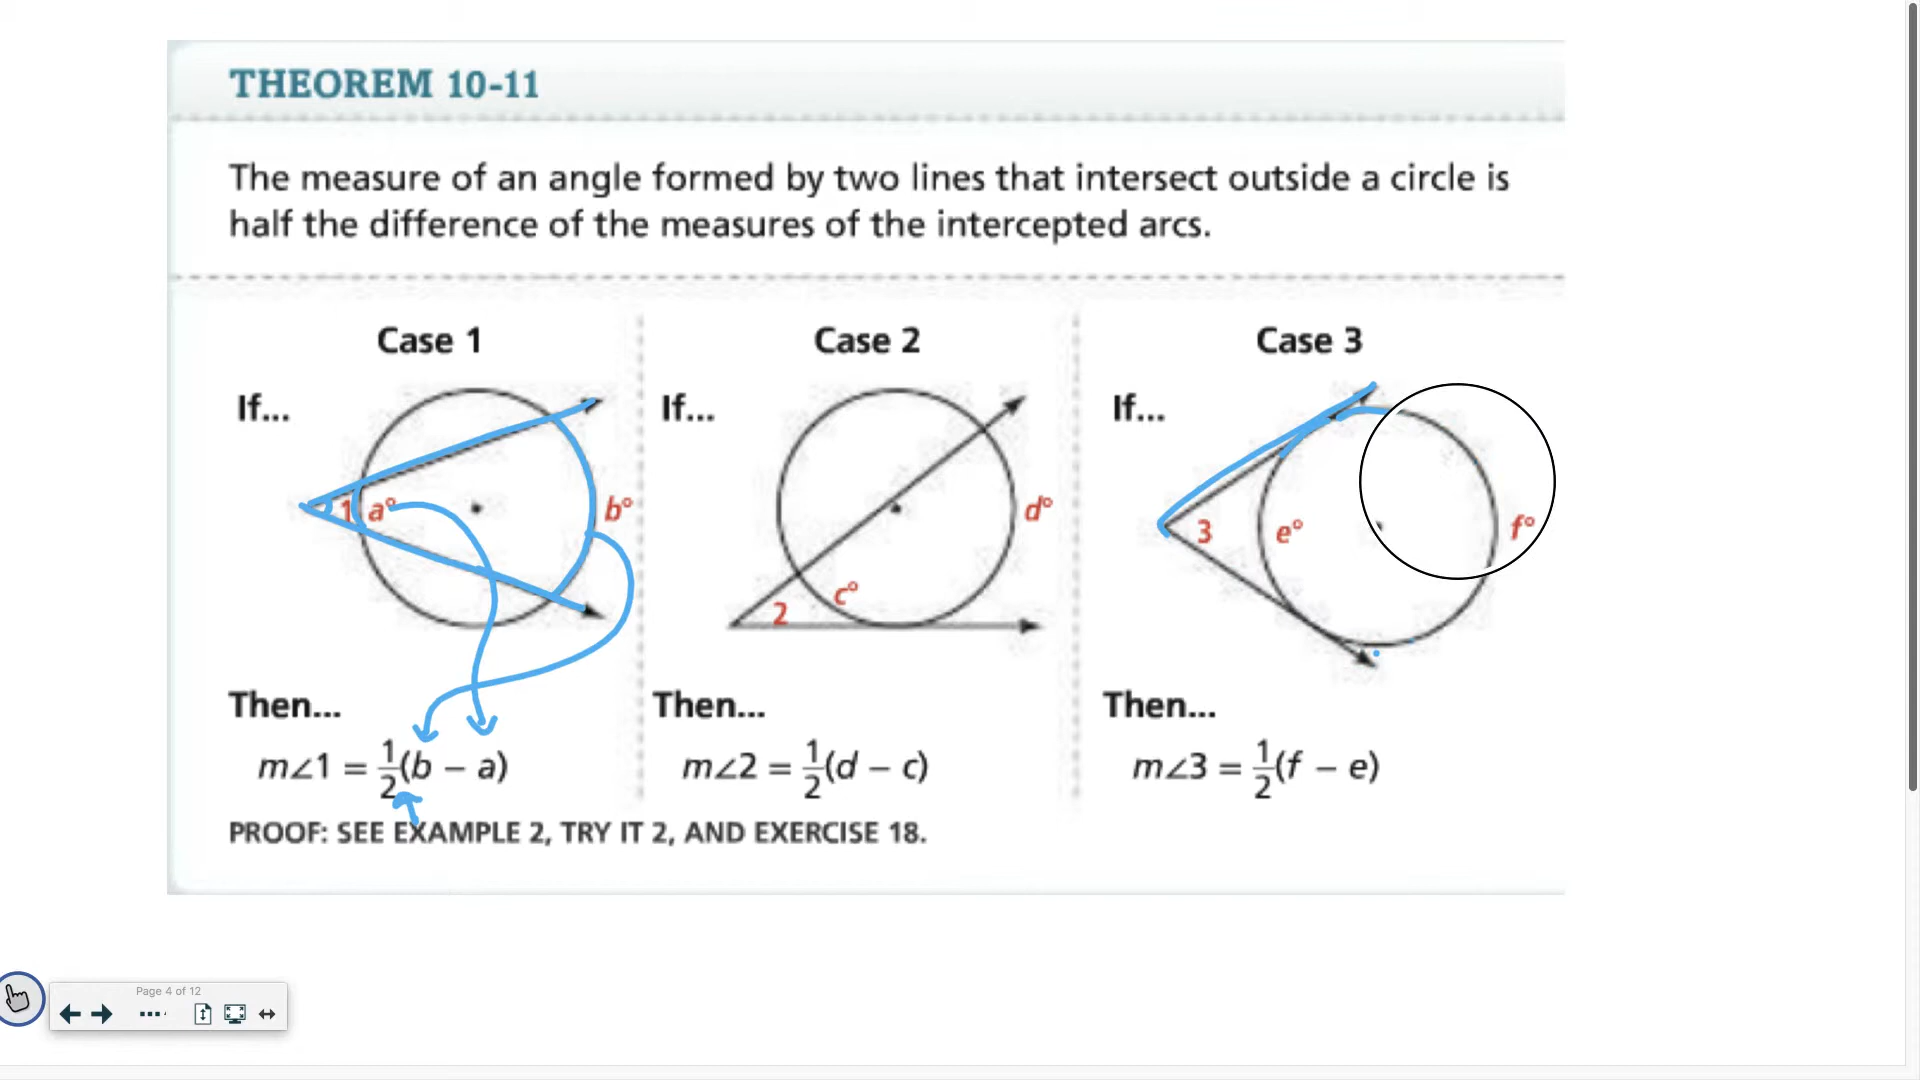 THEOREM 10-11
The measure of an angle formed by two lines that intersect outside a circle is
half the difference of the measures of the intercepted arcs.
Case 1
Case 2
Case 3
If...
If...
If...
1
a°
b°
2
c°
d°
3
e°
f°
Then...
Then...
Then...
m∠1 = 1/2(b − a)
m∠2 = 1/2(d − c)
m∠3 = 1/2(f − e)
PROOF: SEE EXAMPLE 2, TRY IT 2, AND EXERCISE 18.
Page 4 of 12